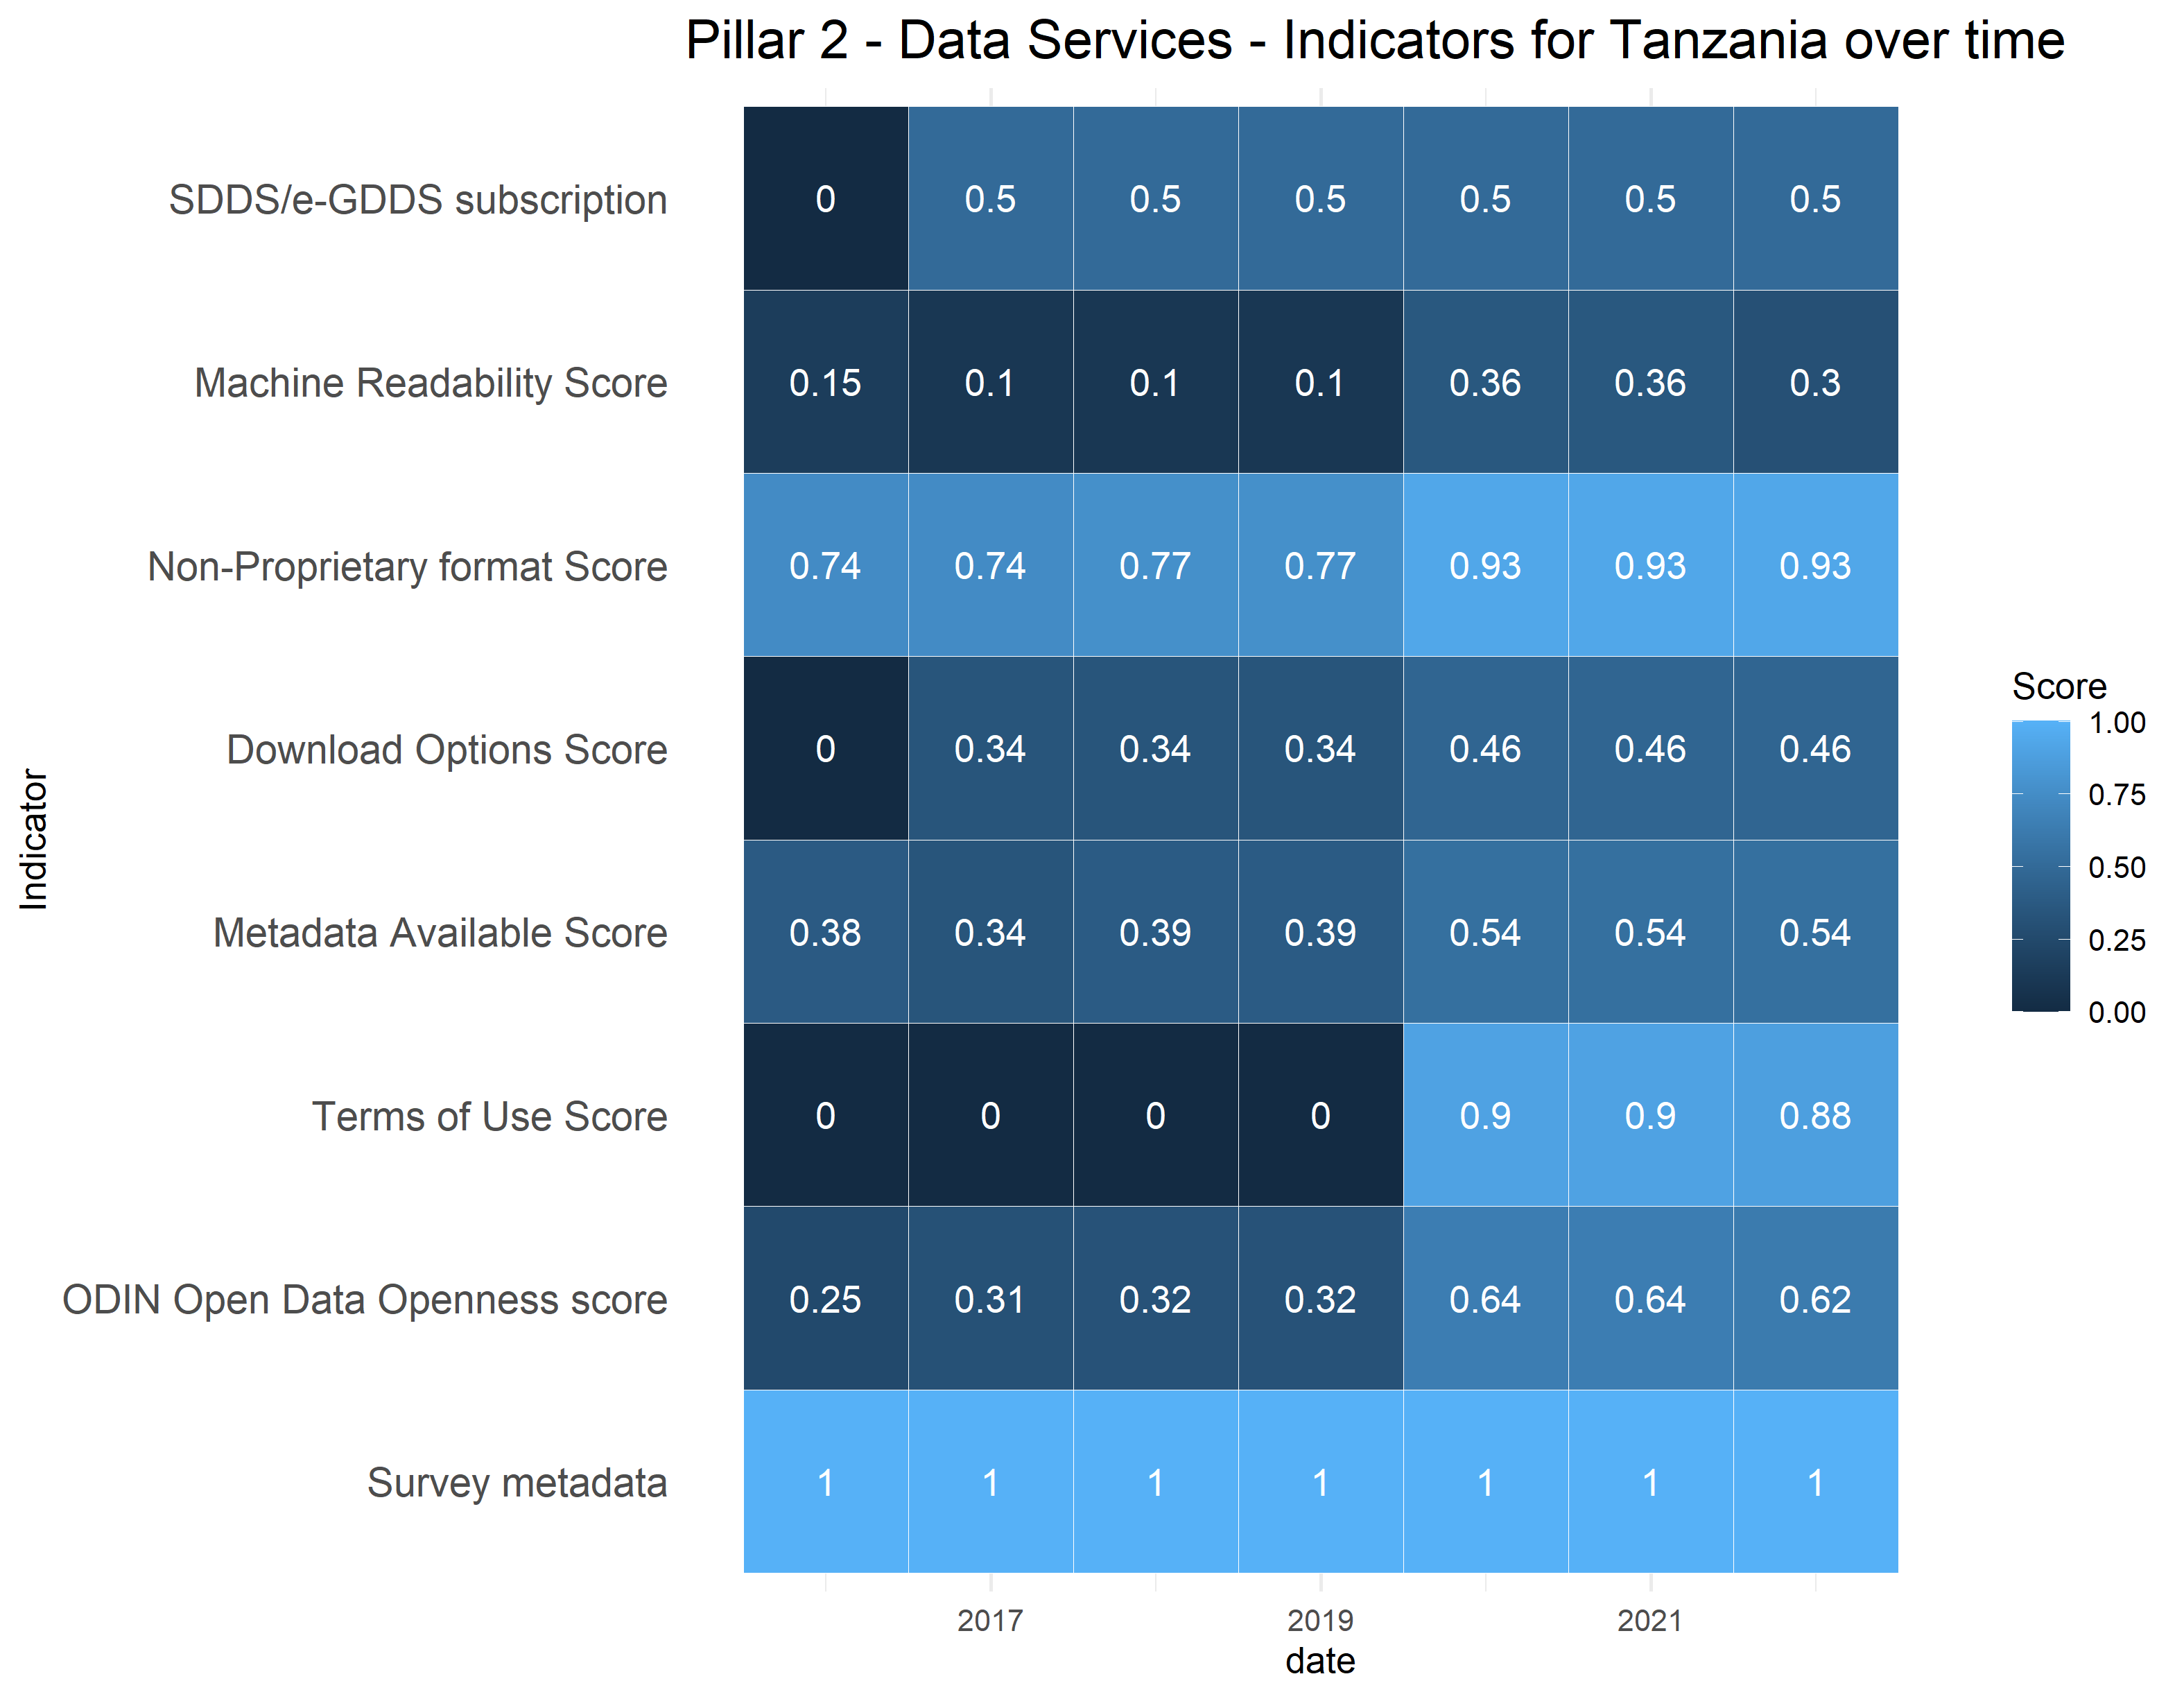 Pillar 2 - Data Services - Indicators for Tanzania over time
SDDS/e-GDDS subscription 0 0.5 0.5 0.5 0.5 0.5 0.5
Machine Readability Score 0.15 0.1 0.1 0.1 0.36 0.36 0.3
Non-Proprietary format Score 0.74 0.74 0.77 0.77 0.93 0.93 0.93
Download Options Score 0 0.34 0.34 0.34 0.46 0.46 0.46
Metadata Available Score 0.38 0.34 0.39 0.39 0.54 0.54 0.54
Terms of Use Score 0 0 0 0 0.9 0.9 0.88
ODIN Open Data Openness score 0.25 0.31 0.32 0.32 0.64 0.64 0.62
Survey metadata 1 1 1 1 1 1 1
2017 2019 2021
date
Indicator
Score
1.00
0.75
0.50
0.25
0.00